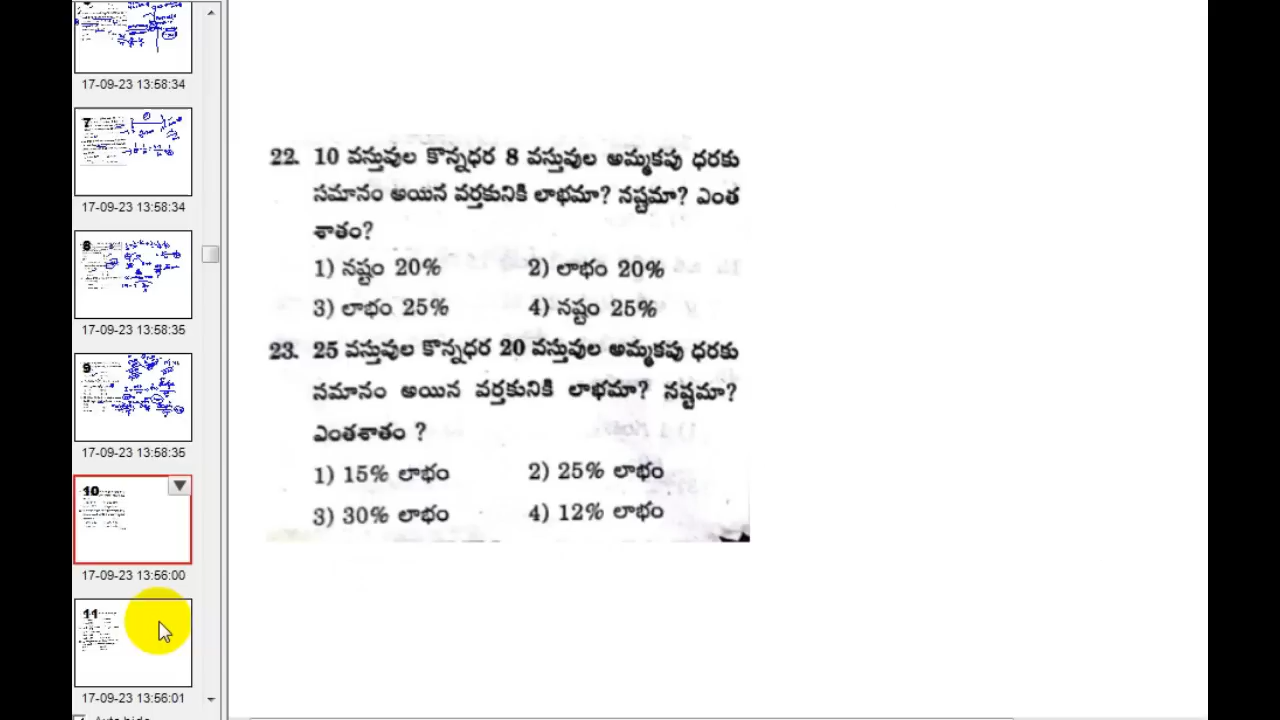 17-09-23 13:58:34
7
17-09-23 13:58:34
8
17-09-23 13:58:35
9
17-09-23 13:58:35
10
17-09-23 13:56:00
11
17-09-23 13:56:01
22. 10 వస్తువుల కొన్నధర 8 వస్తువుల అమ్మకపు ధరకు
సమానం అయిన వర్తకునికి లాభమా? నష్టమా? ఎంత
శాతం?
1) నష్టం 20% 2) లాభం 20%
3) లాభం 25% 4) నష్టం 25%
23. 25 వస్తువుల కొన్నధర 20 వస్తువుల అమ్మకపు ధరకు
సమానం అయిన వర్తకునికి లాభమా? నష్టమా?
ఎంతశాతం ?
1) 15% లాభం 2) 25% లాభం
3) 30% లాభం 4) 12% లాభం